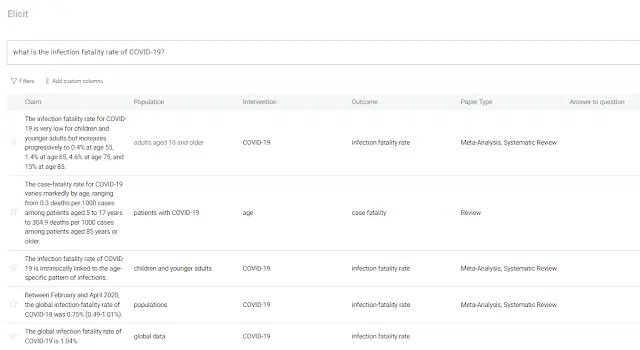 Elicit
what is the infection fatality rate of COVID-19?
Filters Add custom columns
Claim Population Intervention Outcome Paper Type Answer to question
The infection fatality rate for COVID-
19 is very low for children and
younger adults but increases
progressively to 0.4% at age 55,
1.4% at age 65, 4.6% at age 75, and
15% at age 85.
adults aged 18 and older COVID-19 infection fatality rate Meta-Analysis, Systematic Review
The case-fatality rate for COVID-19
varies markedly by age, ranging
from 0.3 deaths per 1000 cases
among patients aged 5 to 17 years
to 304.9 deaths per 1000 cases
among patients aged 85 years or
older.
patients with COVID-19 age case fatality Review
The infection fatality rate of COVID-
19 is intrinsically linked to the age-
specific pattern of infections.
children and younger adults COVID-19 infection fatality rate Meta-Analysis, Systematic Review
Between February and April 2020,
the global infection-fatality rate of
COVID-19 was 0.75% (0.49-1.01%).
populations COVID-19 infection-fatality rate Meta-Analysis, Systematic Review
The global infection fatality rate of
COVID-19 is 1.04%
global data COVID-19 infection fatality rate